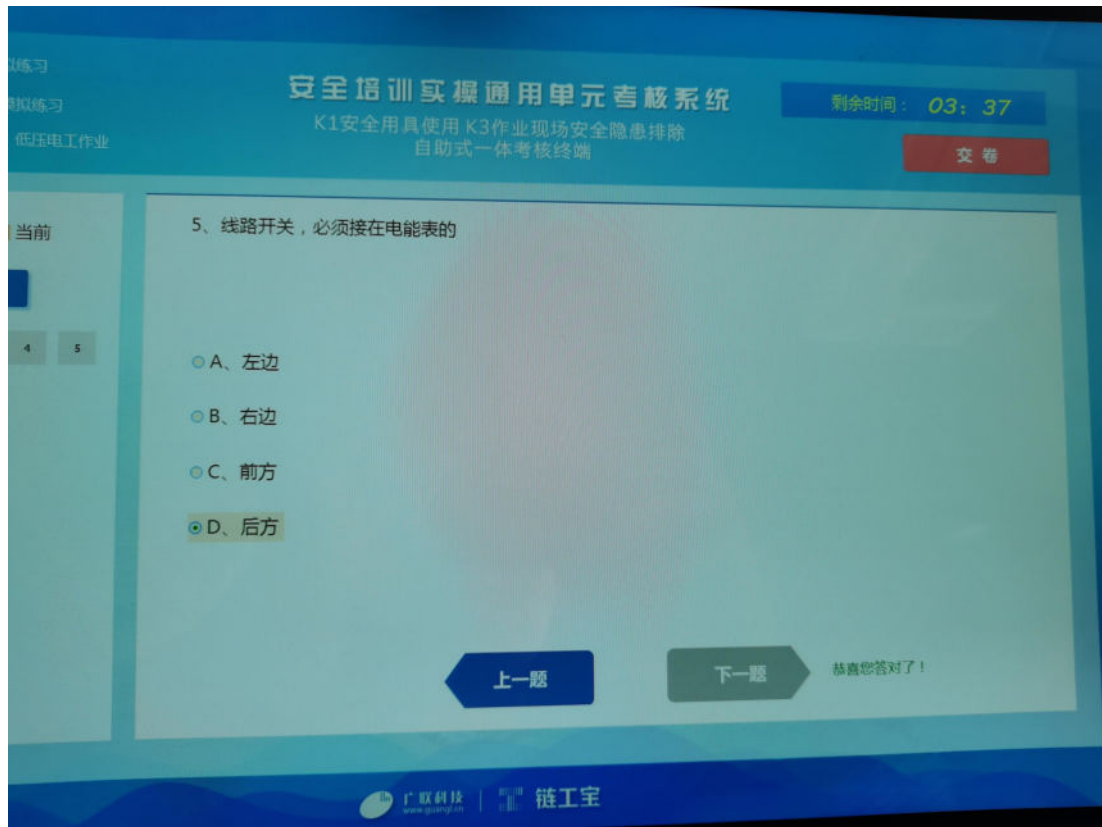 拟练习
模拟练习
低压电工作业
安全培训实操通用单元考核系统
K1安全用具使用 K3作业现场安全隐患排除
自助式一体考核终端
剩余时间： 03: 37
交卷
当前
4 5
5、线路开关，必须接在电能表的
A、左边
B、右边
C、前方
D、后方
上一题
下一题
恭喜您答对了！
广联科技
www.guangl.cn
链工宝